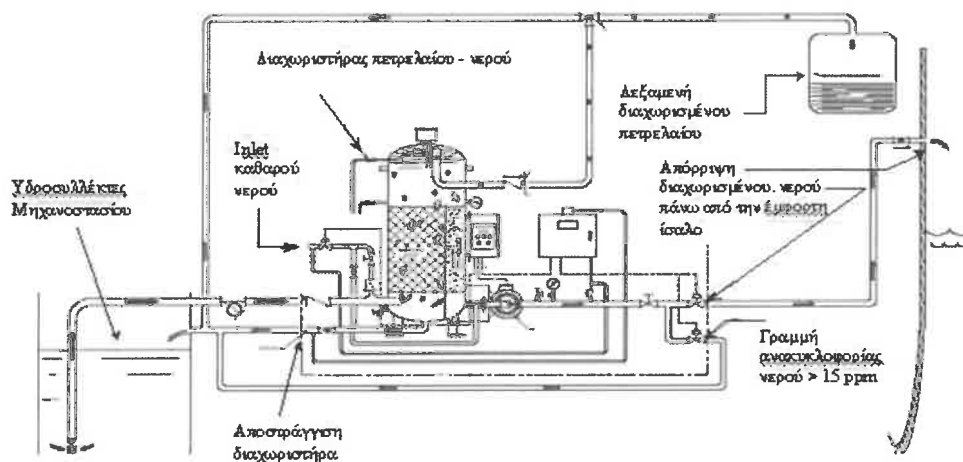 Διαχωριστήρας πετρελαίου - νερού
Δεξαμενή
διαχωρισμένου
πετρελαίου
Inlet
καθαρού
νερού
Απόρριψη
διαχωρισμένου. νερού
πάνω από την έμφορτη
ίσαλο
Υδροσυλλέκτες
Μηχανοστασίου
Γραμμή
ανακυκλοφορίας
νερού > 15 ppm
Αποστράγγιση
διαχωριστήρα